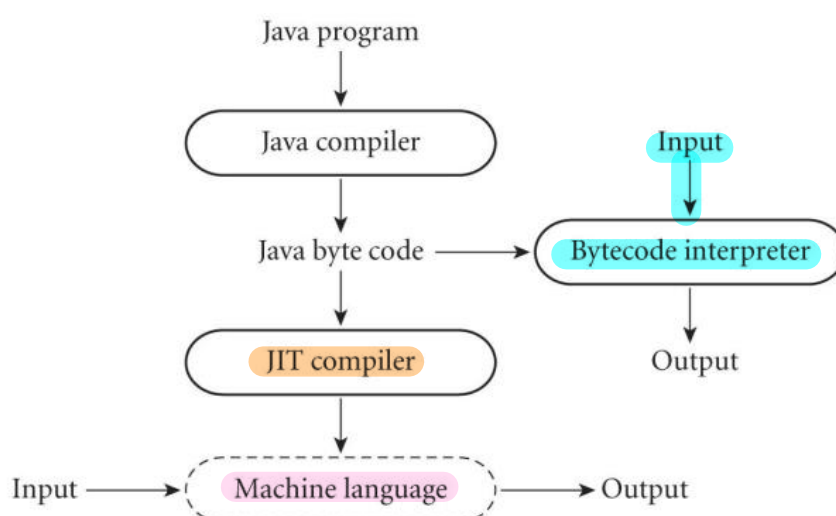 Java program
Java compiler
Input
Java byte code
Bytecode interpreter
JIT compiler
Output
Input
Machine language
Output